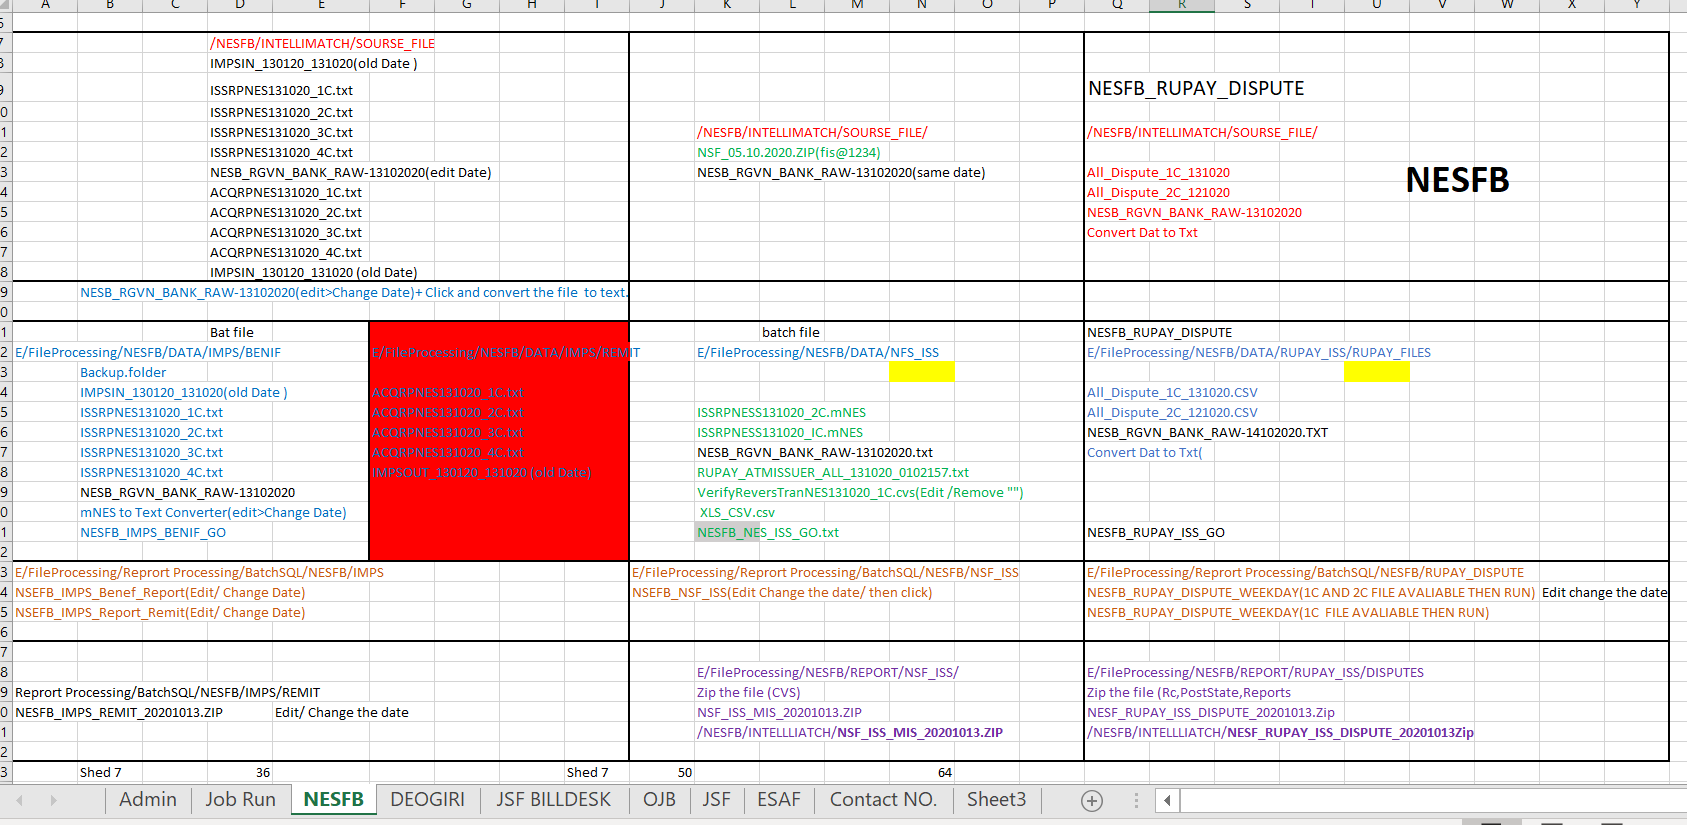 A B C D E F G H I J K L M N O P Q R S T U V W X Y
/NESFB/INTELLIMATCH/SOURSE_FILE
IMPSIN_130120_131020(old Date )
ISSRPNES131020_1C.txt NESFB_RUPAY_DISPUTE
ISSRPNES131020_2C.txt
ISSRPNES131020_3C.txt /NESFB/INTELLIMATCH/SOURSE_FILE/ /NESFB/INTELLIMATCH/SOURSE_FILE/
ISSRPNES131020_4C.txt NSF_05.10.2020.ZIP(fis@1234)
NESB_RGVN_BANK_RAW-13102020(edit Date) NESB_RGVN_BANK_RAW-13102020(same date) All_Dispute_1C_131020 NESFB
ACQRPNES131020_1C.txt All_Dispute_2C_121020
ACQRPNES131020_2C.txt NESB_RGVN_BANK_RAW-13102020
ACQRPNES131020_3C.txt Convert Dat to Txt
ACQRPNES131020_4C.txt
IMPSIN_130120_131020 (old Date)
NESB_RGVN_BANK_RAW-13102020(edit>Change Date)+ Click and convert the file to text.
Bat file batch file NESFB_RUPAY_DISPUTE
E/FileProcessing/NESFB/DATA/IMPS/BENIF E/FileProcessing/NESFB/DATA/IMPS/REMIT E/FileProcessing/NESFB/DATA/NFS_ISS E/FileProcessing/NESFB/DATA/RUPAY_ISS/RUPAY_FILES
Backup.folder
IMPSIN_130120_131020(old Date ) ACQRPNES131020_1C.txt All_Dispute_1C_131020.CSV
ISSRPNES131020_1C.txt ACQRPNES131020_2C.txt ISSRPNESS131020_2C.mNES All_Dispute_2C_121020.CSV
ISSRPNES131020_2C.txt ACQRPNES131020_3C.txt ISSRPNESS131020_IC.mNES NESB_RGVN_BANK_RAW-14102020.TXT
ISSRPNES131020_3C.txt ACQRPNES131020_4C.txt NESB_RGVN_BANK_RAW-13102020.txt Convert Dat to Txt(
ISSRPNES131020_4C.txt IMPSOUT_130120_131020 (old Date) RUPAY_ATMISSUER_ALL_131020_0102157.txt
NESB_RGVN_BANK_RAW-13102020 VerifyReversTranNES131020_1C.cvs(Edit /Remove "")
mNES to Text Converter(edit>Change Date) XLS_CSV.csv
NESFB_IMPS_BENIF_GO NESFB_NES_ISS_GO.txt NESFB_RUPAY_ISS_GO
E/FileProcessing/Reprort Processing/BatchSQL/NESFB/IMPS E/FileProcessing/Reprort Processing/BatchSQL/NESFB/NSF_ISS E/FileProcessing/Reprort Processing/BatchSQL/NESFB/RUPAY_DISPUTE
NSEFB_IMPS_Benef_Report(Edit/ Change Date) NSEFB_NSF_ISS(Edit Change the date/ then click) NESFB_RUPAY_DISPUTE_WEEKDAY(1C AND 2C FILE AVALIABLE THEN RUN) Edit change the date
NSEFB_IMPS_Report_Remit(Edit/ Change Date) NESFB_RUPAY_DISPUTE_WEEKDAY(1C  FILE AVALIABLE THEN RUN)
E/FileProcessing/NESFB/REPORT/NSF_ISS/ E/FileProcessing/NESFB/REPORT/RUPAY_ISS/DISPUTES
Reprort Processing/BatchSQL/NESFB/IMPS/REMIT Zip the file (CVS) Zip the file (Rc,PostState,Reports
NESFB_IMPS_REMIT_20201013.ZIP Edit/ Change the date NSF_ISS_MIS_20201013.ZIP NESF_RUPAY_ISS_DISPUTE_20201013.Zip
/NESFB/INTELLLIATCH/NSF_ISS_MIS_20201013.ZIP /NESFB/INTELLLIATCH/NESF_RUPAY_ISS_DISPUTE_20201013Zip
Shed 7 36 Shed 7 50 64
Admin Job Run NESFB DEOGIRI JSF BILLDESK OJB JSF ESAF Contact NO. Sheet3